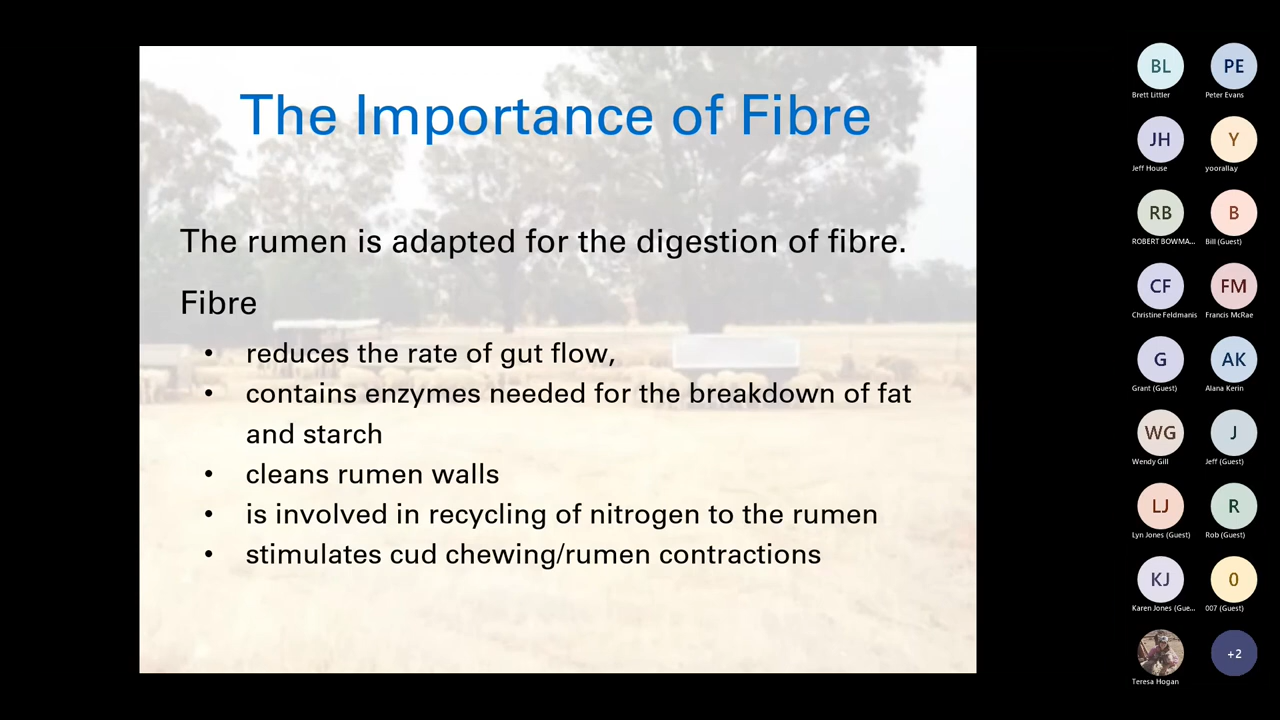 The Importance of Fibre
The rumen is adapted for the digestion of fibre.
Fibre
• reduces the rate of gut flow,
• contains enzymes needed for the breakdown of fat
and starch
• cleans rumen walls
• is involved in recycling of nitrogen to the rumen
• stimulates cud chewing/rumen contractions
BL PE
Brett Littler Peter Evans
JH Y
Jeff House yoorallay
RB B
ROBERT BOWMA... Bill (Guest)
CF FM
Christine Feldmanis Francis McRae
G AK
Grant (Guest) Alana Kerin
WG J
Wendy Gill Jeff (Guest)
LJ R
Lyn Jones (Guest) Rob (Guest)
KJ 0
Karen Jones (Gue... 007 (Guest)
+2
Teresa Hogan